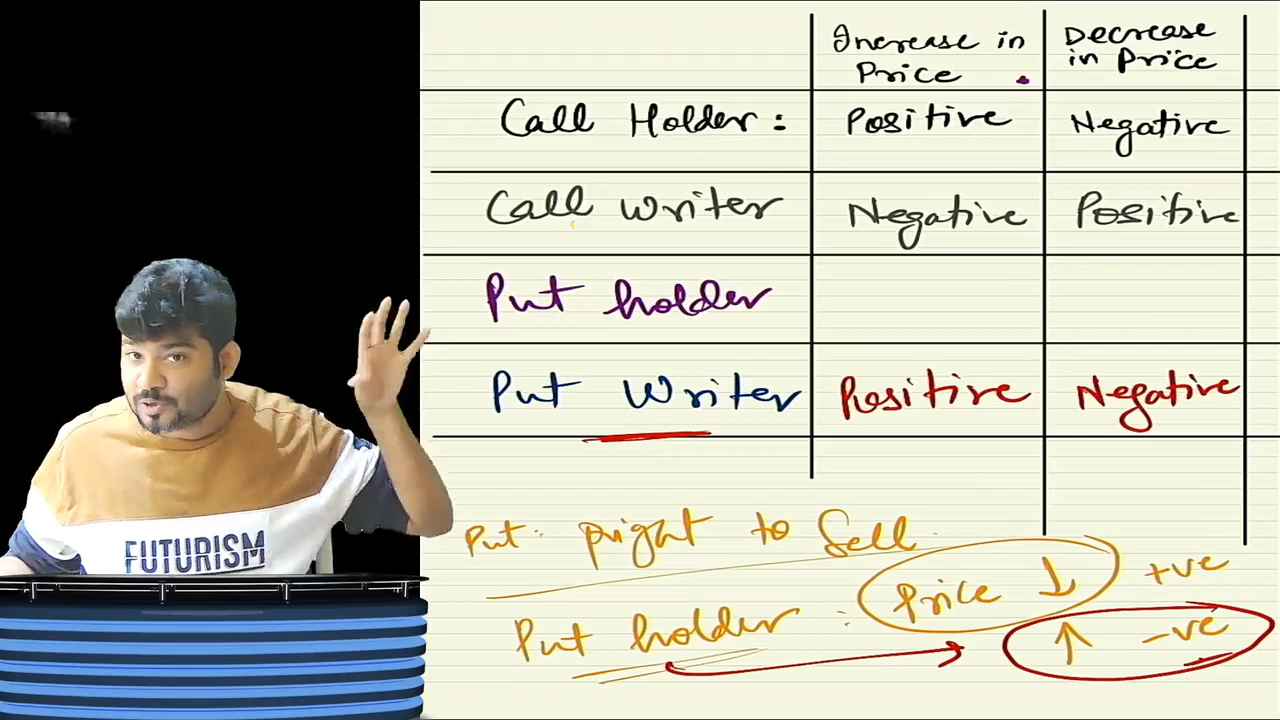 Increase in Price
Decrease in Price
Call Holder: Positive Negative
Call Writer Negative Positive
Put holder
Put Writer Positive Negative
Put: right to Sell
Put holder : Price ↓ +ve
↑ -ve
FUTURISM